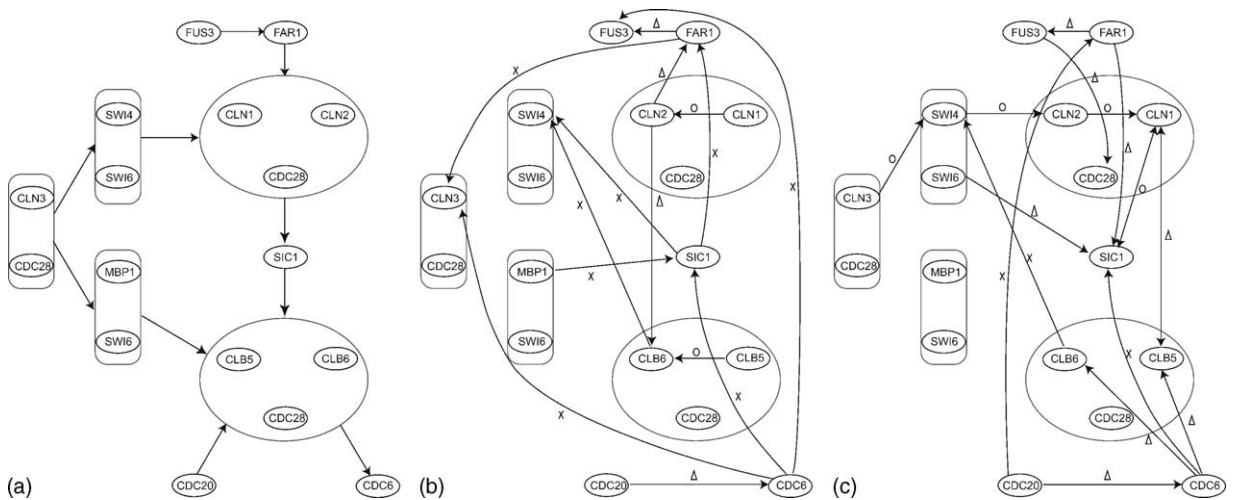 FUS3 FAR1
SWI4 CLN1 CLN2
SWI6 CDC28
CLN3
CDC28 MBP1 SIC1
SWI6 CLB5 CLB6
CDC28
(a) CDC20 CDC6
FUS3 Δ FAR1
X Δ
SWI4 CLN2 O CLN1
SWI6 X X CDC28 X X
CLN3 Δ
CDC28 MBP1 X SIC1
SWI6 CLB6 O CLB5
X X CDC28
(b) CDC20 Δ CDC6
FUS3 Δ FAR1
Δ
SWI4 O CLN2 O CLN1
O SWI6 CDC28 Δ O
CLN3 Δ Δ
CDC28 MBP1 X X SIC1
SWI6 CLB6 X CLB5
CDC28 Δ Δ
(c) CDC20 Δ CDC6